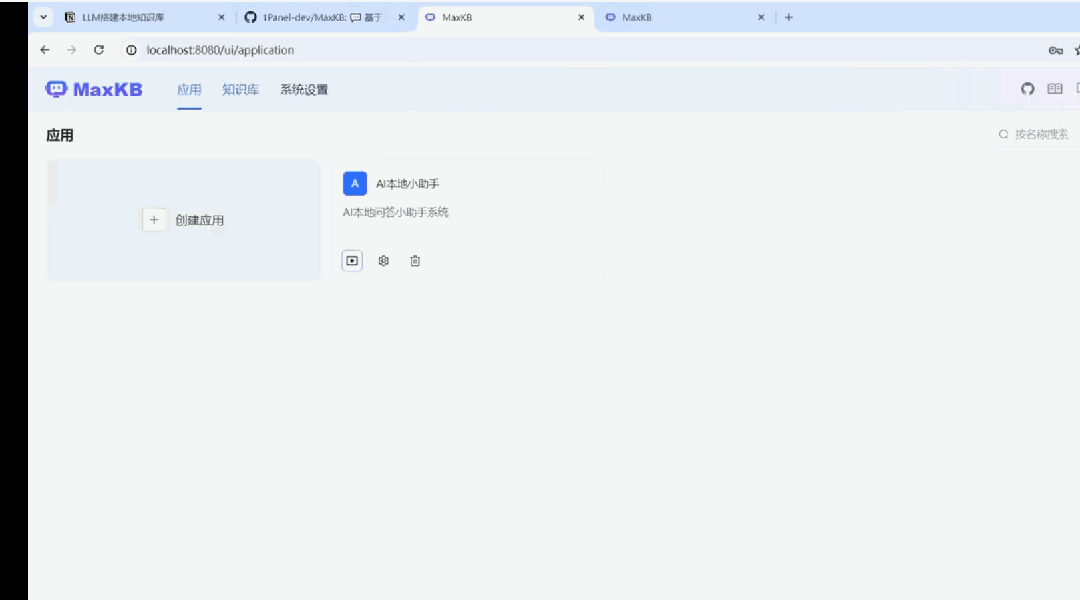 LLM搭建本地知识库
1Panel-dev/MaxKB: 基于
MaxKB
MaxKB
localhost:8080/ui/application
MaxKB
应用
知识库
系统设置
应用
按名称搜索
创建应用
A
AI本地小助手
AI本地问答小助手系统